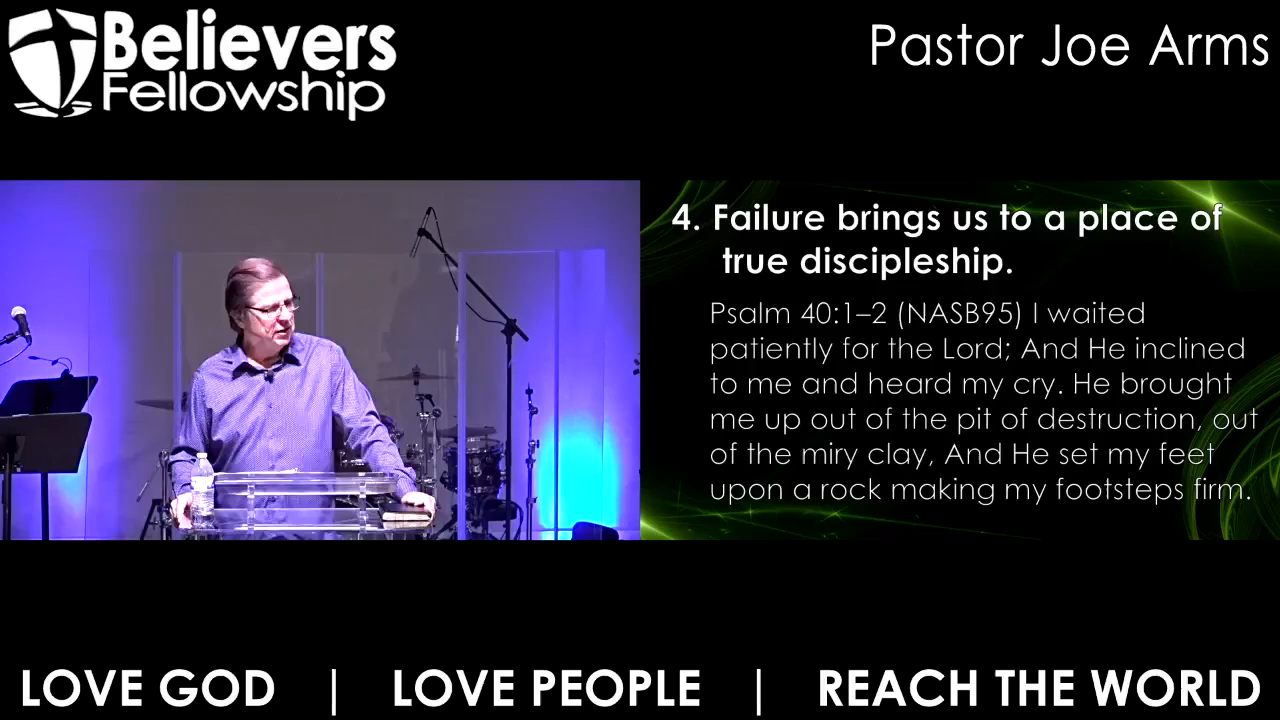 Believers
Fellowship
Pastor Joe Arms
4. Failure brings us to a place of
true discipleship.
Psalm 40:1–2 (NASB95) I waited
patiently for the Lord; And He inclined
to me and heard my cry. He brought
me up out of the pit of destruction, out
of the miry clay, And He set my feet
upon a rock making my footsteps firm.
LOVE GOD | LOVE PEOPLE | REACH THE WORLD